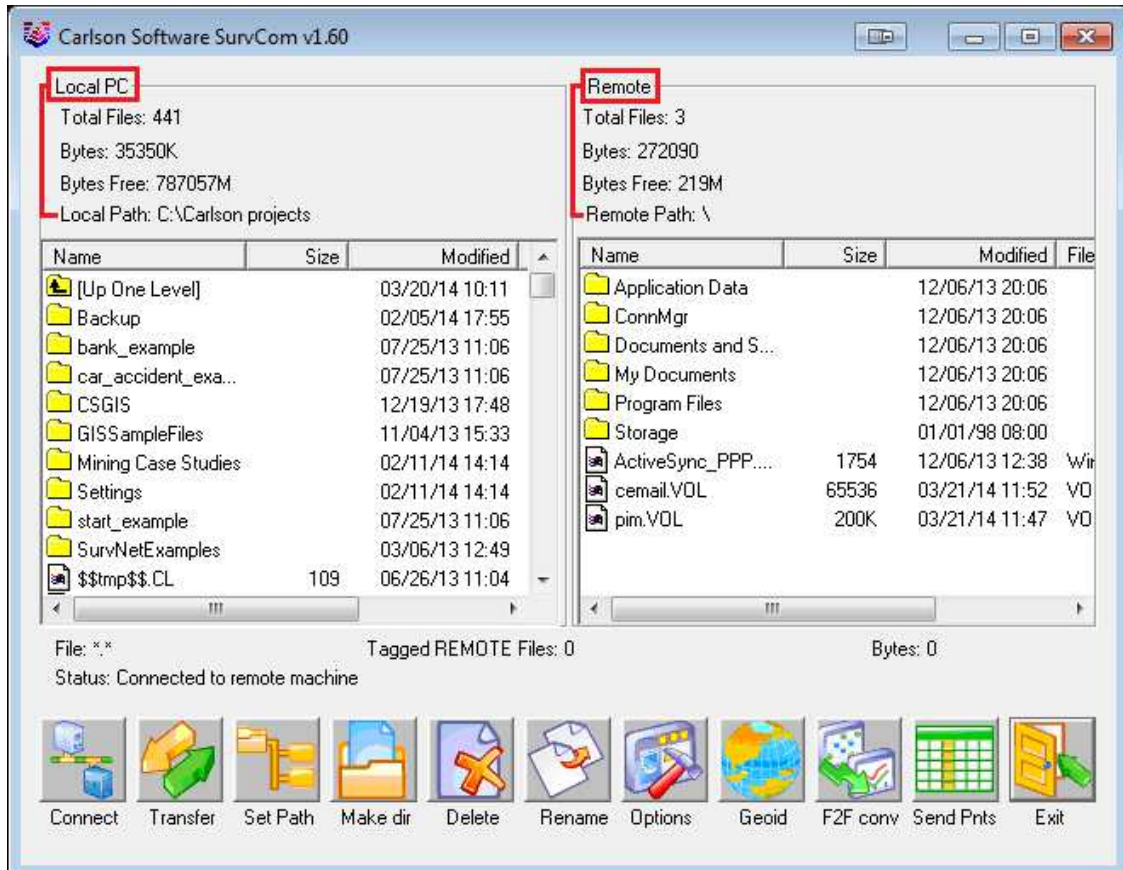 Carlson Software SurvCom v1.60
Local PC
Total Files: 441
Bytes: 35350K
Bytes Free: 787057M
Local Path: C:\Carlson projects
Name Size Modified
[Up One Level] 03/20/14 10:11
Backup 02/05/14 17:55
bank_example 07/25/13 11:06
car_accident_exa... 07/25/13 11:06
CSGIS 12/19/13 17:48
GISSampleFiles 11/04/13 15:33
Mining Case Studies 02/11/14 14:14
Settings 02/11/14 14:14
start_example 07/25/13 11:06
SurvNetExamples 03/06/13 12:49
$$tmp$$.CL 109 06/26/13 11:04
Remote
Total Files: 3
Bytes: 272090
Bytes Free: 219M
Remote Path: \
Name Size Modified File
Application Data 12/06/13 20:06
ConnMgr 12/06/13 20:06
Documents and S... 12/06/13 20:06
My Documents 12/06/13 20:06
Program Files 12/06/13 20:06
Storage 01/01/98 08:00
ActiveSync_PPP.... 1754 12/06/13 12:38 Wir
cemail.VOL 65536 03/21/14 11:52 VO
pim.VOL 200K 03/21/14 11:47 VO
File: *.* Tagged REMOTE Files: 0 Bytes: 0
Status: Connected to remote machine
Connect Transfer Set Path Make dir Delete Rename Options Geoid F2F conv Send Pnts Exit